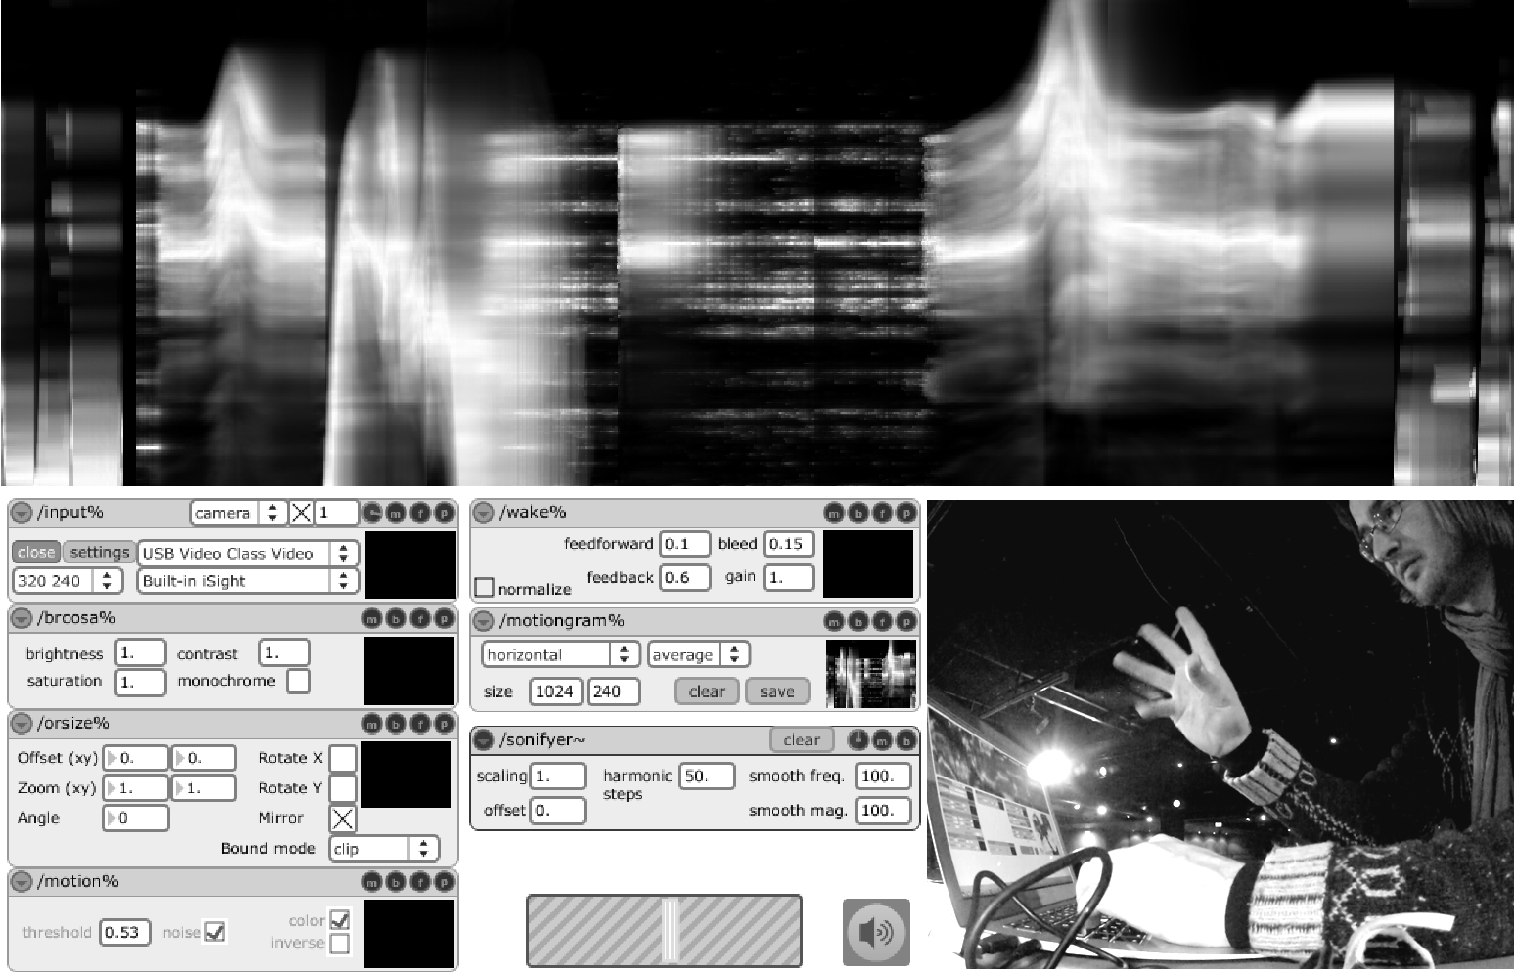 /input% camera 1 m f p
close settings USB Video Class Video
320 240 Built-in iSight
/brcosa% m b f p
brightness 1. contrast 1.
saturation 1. monochrome
/orsize% m b f p
Offset (xy) 0. 0. Rotate X
Zoom (xy) 1. 1. Rotate Y
Angle 0 Mirror
Bound mode clip
/motion% m b f p
threshold 0.53 noise color
inverse
/wake% m b f p
feedforward 0.1 bleed 0.15
normalize feedback 0.6 gain 1.
/motiongram% m b f p
horizontal average
size 1024 240 clear save
/sonifyer~ clear m b
scaling 1. harmonic steps 50. smooth freq. 100.
offset 0. smooth mag. 100.